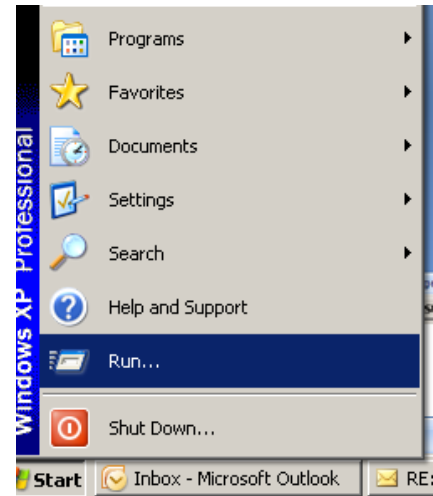 Programs
Favorites
Documents
Settings
Search
Help and Support
Run...
Shut Down...
Windows XP Professional
Start
Inbox - Microsoft Outlook
RE: